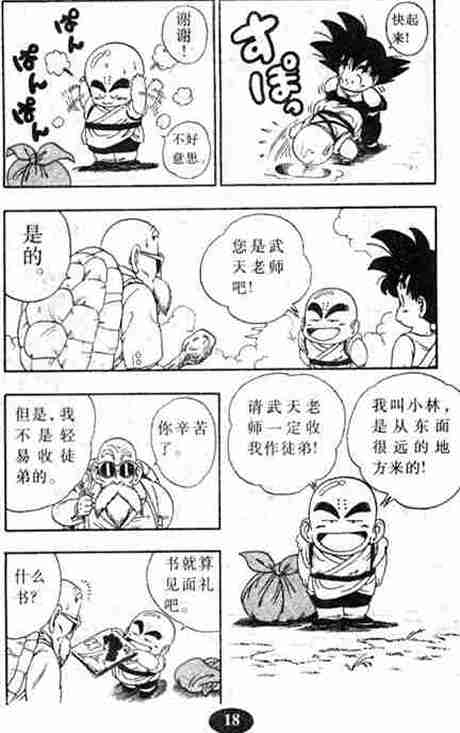 快起
来!
すぽっ
谢
谢!
ぱん
ぱん
ぱん
ぱん
不好
意思。
您是武
天老师
吧!
是
的。
我叫小林,
是从东面
很远的地
方来的!
请武天老
师一定收
我作徒弟!
你辛苦
了。
但是,我
不是轻
易收徒
弟的。
书就算
见面礼
吧。
什么
书?
18